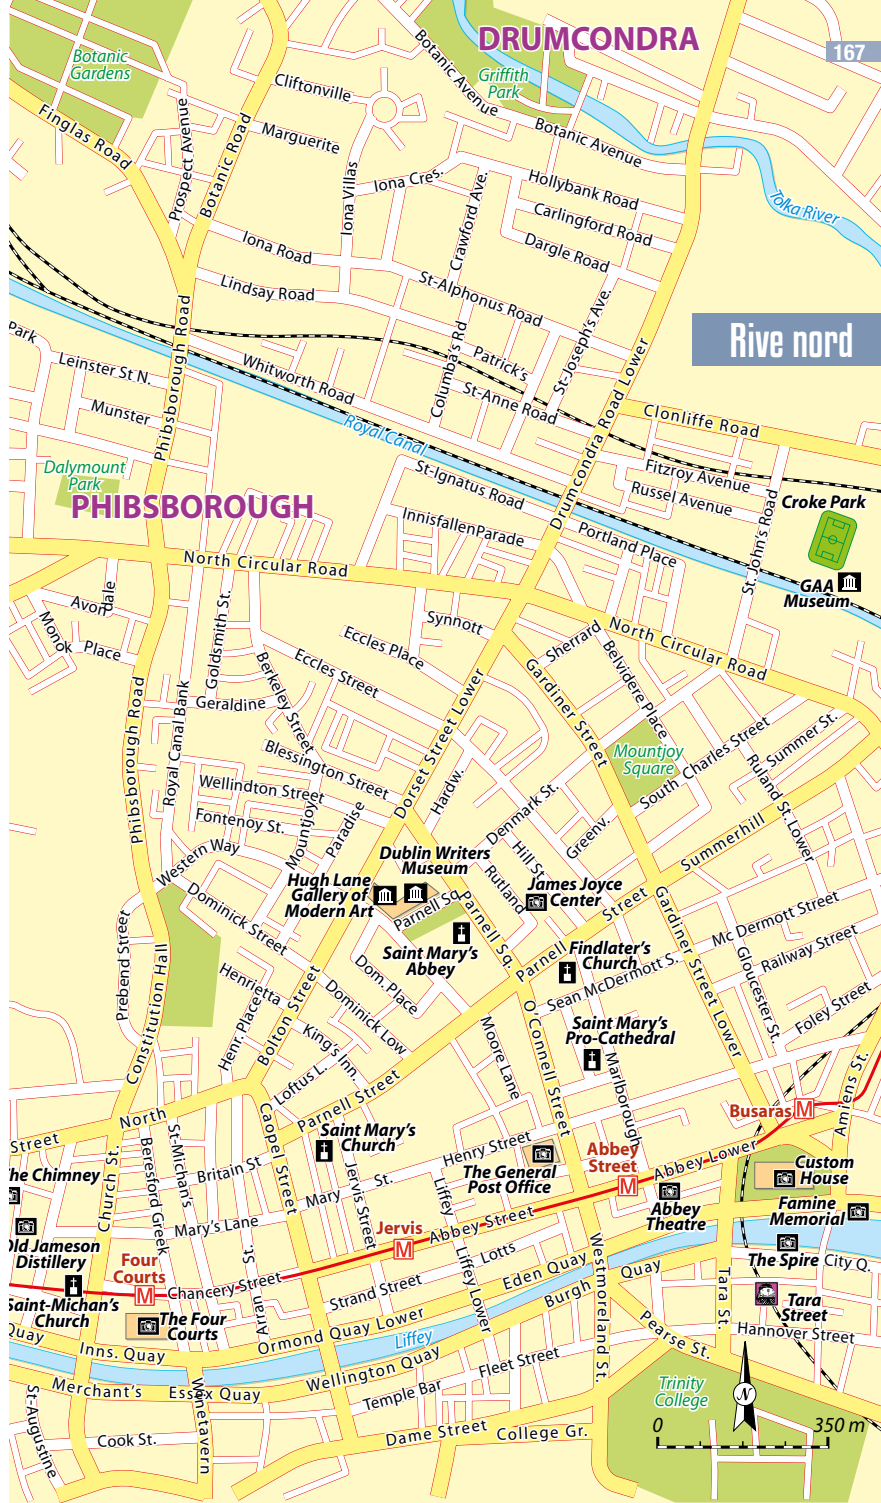 DRUMCONDRA
167
Botanic
Gardens
Botanic Avenue
Griffith
Park
Cliftonville
Finglas Road
Prospect Avenue
Botanic Road
Marguerite
Botanic Avenue
Iona Villas
Iona Cres.
Crawford Ave.
Hollybank Road
Carlingford Road
Dargle Road
Tolka River
Iona Road
Lindsay Road
St-Alphonus Road
St-Joseph's Ave.
Rive nord
Park
Phibsborough Road
Leinster St N.
Whitworth Road
Columba's Rd
Patrick's
St-Anne Road
Drumcondra Road Lower
Munster
Royal Canal
Clonliffe Road
Dalymount
Park
PHIBSBOROUGH
St-Ignatus Road
Fitzroy Avenue
Russel Avenue
Croke Park
InnisfallenParade
Portland Place
St. John's Road
GAA
Museum
North Circular Road
Avon
dale
Monok
Place
Goldsmith St.
Synnott
Eccles Place
Eccles Street
Sherrard
North Circular Road
Belvidere Place
Berkeley Street
Gardiner Street
Geraldine
Royal Canal Bank
Phibsborough Road
Dorset Street Lower
Mountjoy
Square
South Charles Street
Summer St.
Ruland St. Lower
Blessington Street
Wellindton Street
Fontenoy St.
Mountjoy
Paradise
Hardw.
Denmark St.
Greenv.
Summerhill
Western Way
Dublin Writers
Museum
Hill St.
Rutland
Hugh Lane
Gallery of
Modern Art
James Joyce
Center
Parnell Sq.
Parnell Sq.
Dominick Street
Saint Mary's
Abbey
Parnell Street
Findlater's
Church
Gardiner Street Lower
Mc Dermott Street
Railway Street
Gloucester St.
Foley Street
Prebend Street
Constitution Hall
Henrietta
Henr. Place
Bolton Street
Dom. Place
Dominick Low
Sean McDermott S.
Saint Mary's
Pro-Cathedral
O'Connell Street
Moore Lane
King's Inn.
Loftus L.
Parnell Street
Marlborough
Busaras
M
Amiens St.
North
Street
Caopel Street
Saint Mary's
Church
Henry Street
The General
Post Office
Abbey
Street
M
Abbey Lower
Custom
House
he Chimney
Church St.
Beresford Greek
St-Michan's
Britain St
Mary St.
Jervis Street
Liffey
Abbey
Theatre
Famine
Memorial
Mary's Lane
Jervis
M
Abbey Street
Old Jameson
Distillery
Four
Courts
M
Chancery Street
Arran St.
Lotts
Liffey Lower
Eden Quay
Burgh Quay
Westmoreland St.
The Spire
City Q.
Tara St.
Tara
Street
Saint-Michan's
Church
The Four
Courts
Strand Street
Ormond Quay Lower
Liffey
Pearse St.
Hannover Street
Quay
Inns. Quay
Wellington Quay
Fleet Street
Merchant's
Essex Quay
Temple Bar
Trinity
College
N
St-Augustine
Winetavern
Cook St.
Dame Street
College Gr.
0
350 m